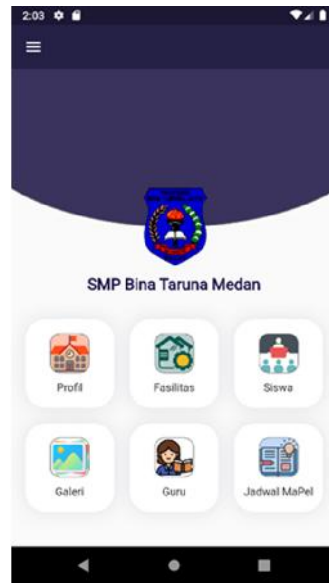 2:03
SMP Bina Taruna Medan
Profil
Fasilitas
Siswa
Galeri
Guru
Jadwal MaPel